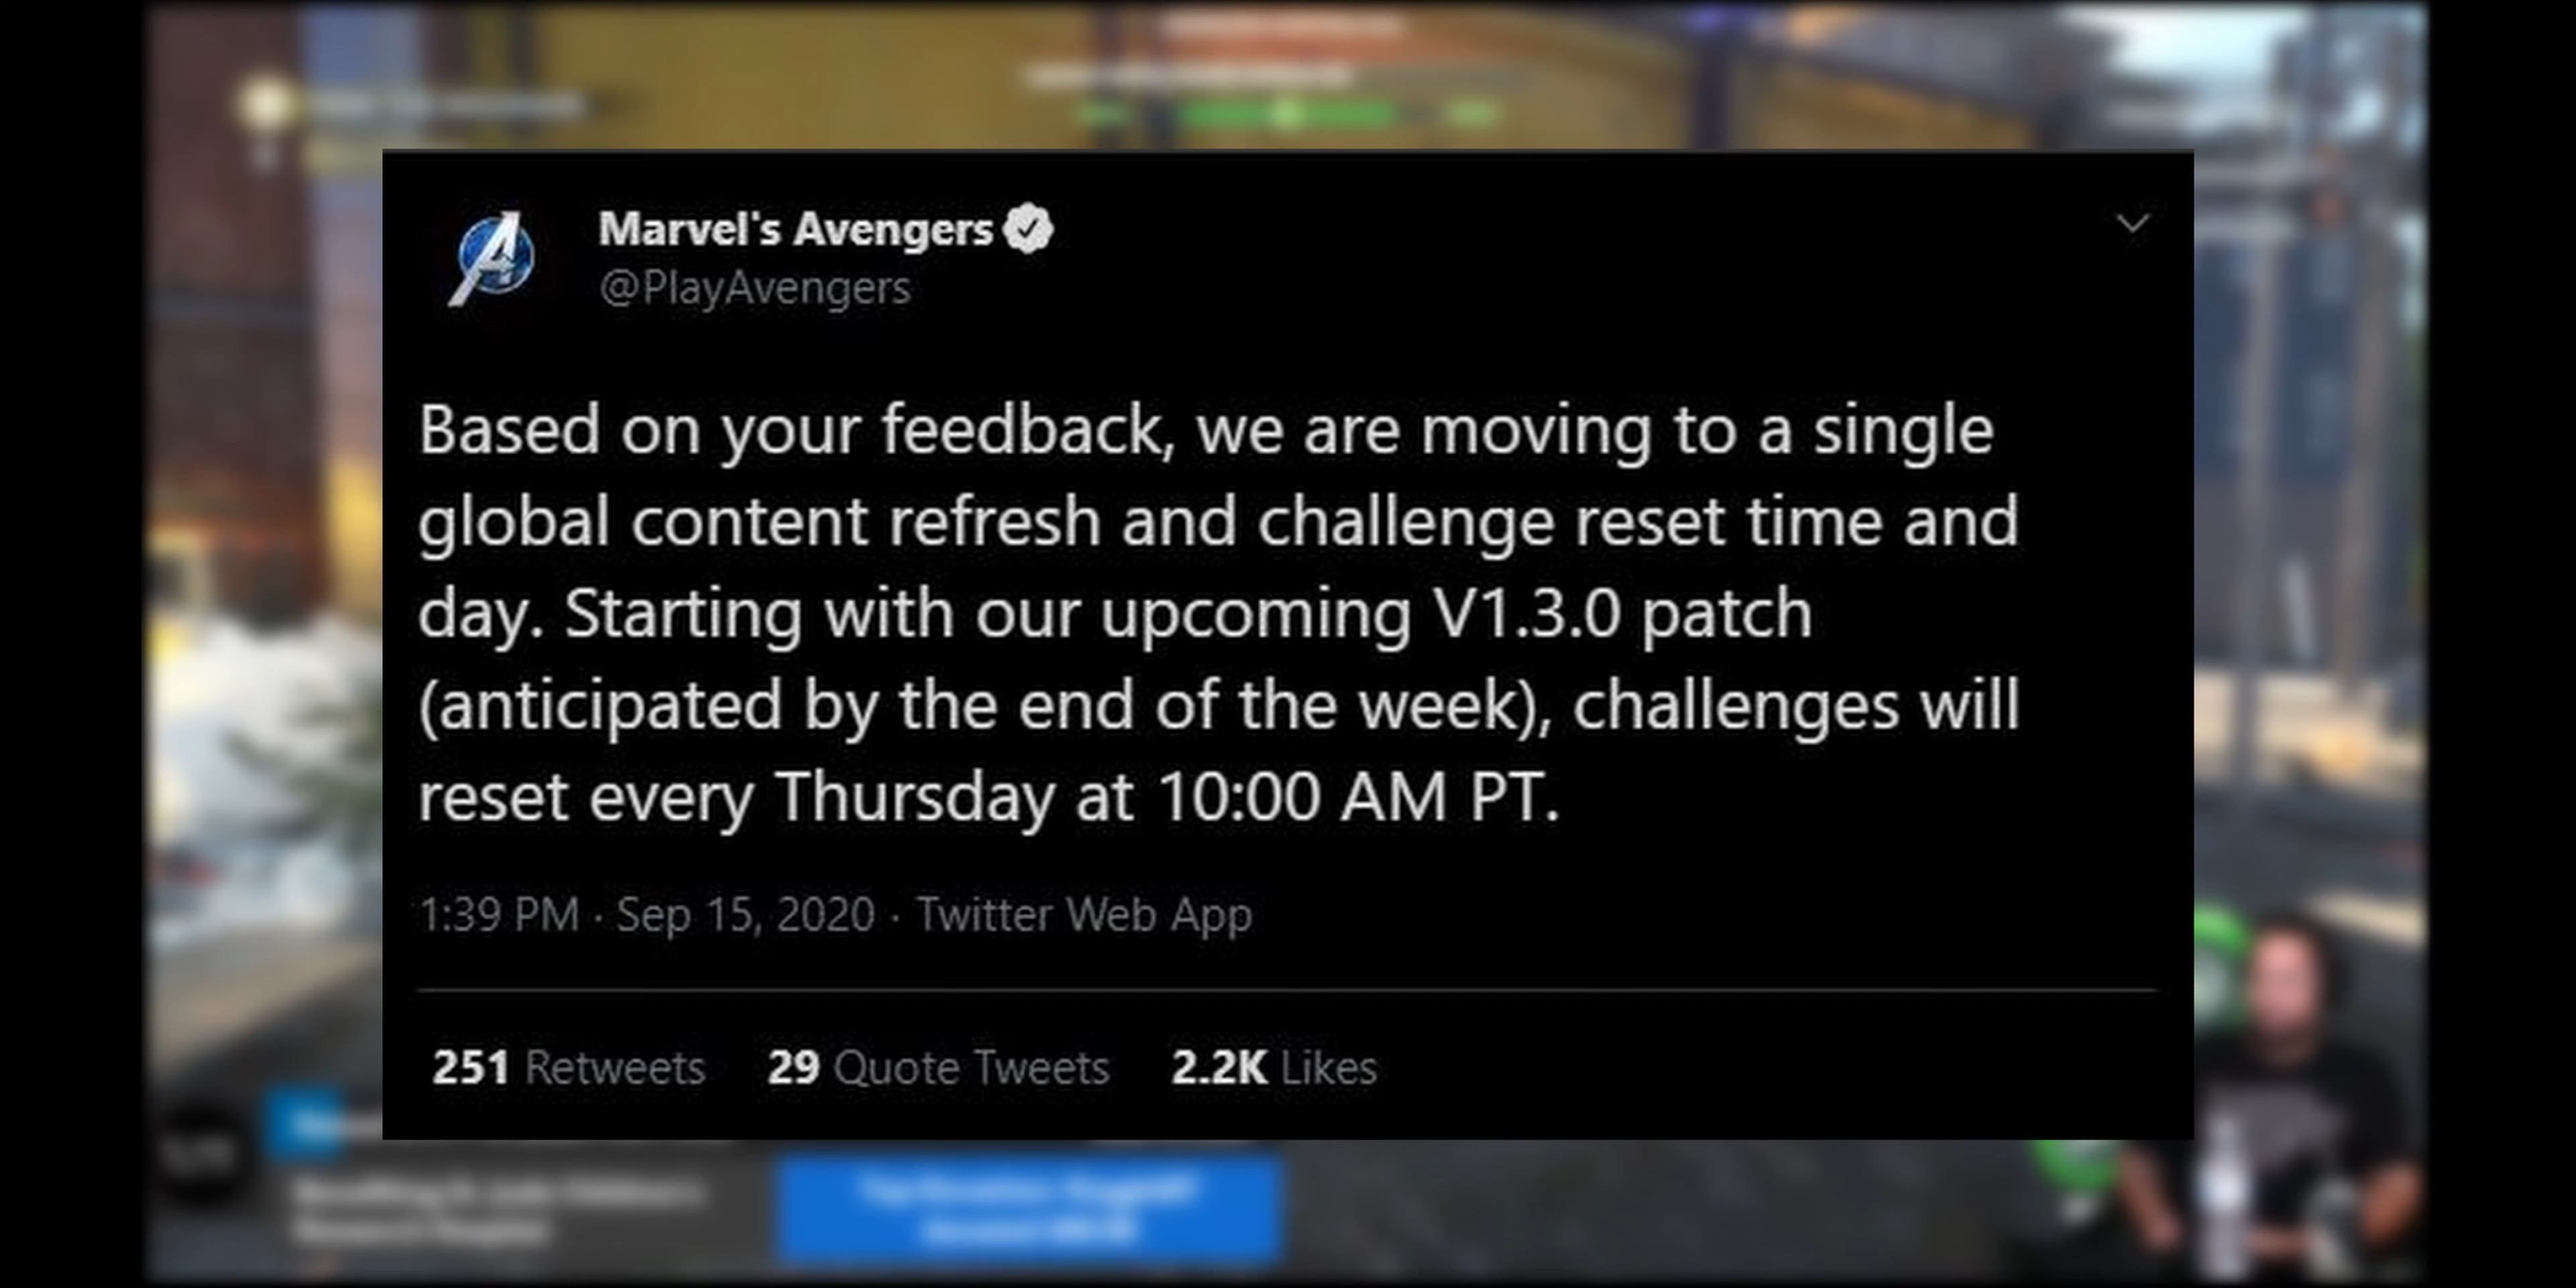 Marvel's Avengers
@PlayAvengers
Based on your feedback, we are moving to a single
global content refresh and challenge reset time and
day. Starting with our upcoming V1.3.0 patch
(anticipated by the end of the week), challenges will
reset every Thursday at 10:00 AM PT.
1:39 PM · Sep 15, 2020 · Twitter Web App
251 Retweets 29 Quote Tweets 2.2K Likes